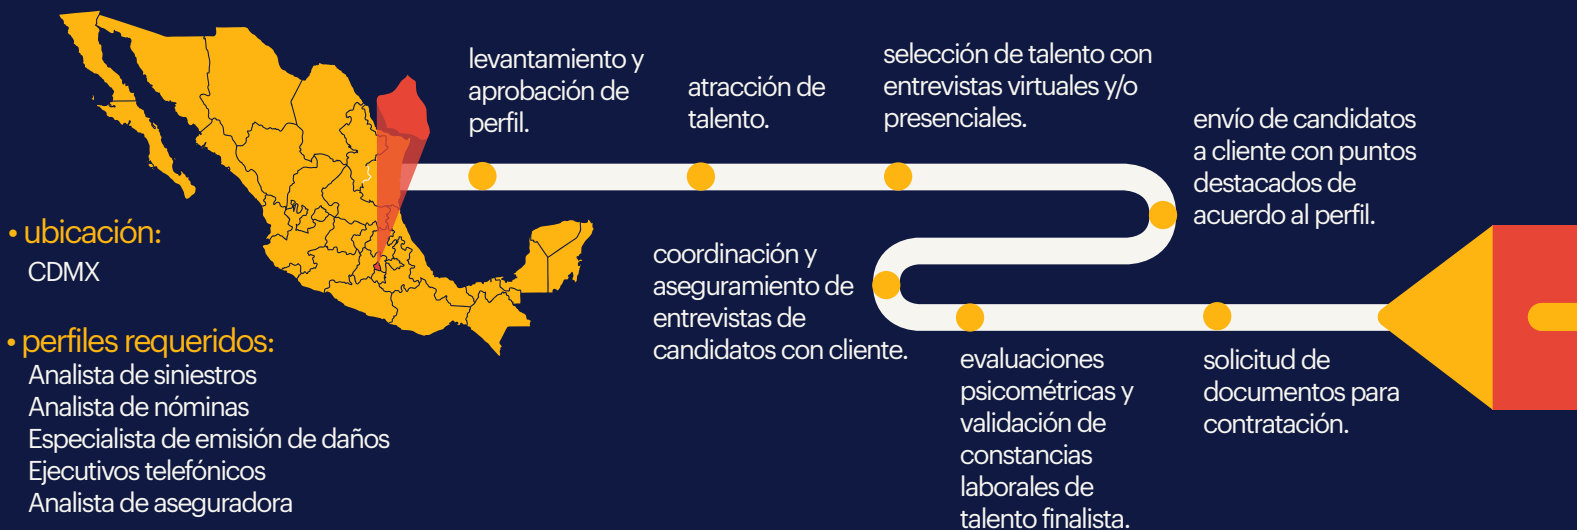 • ubicación:
CDMX
• perfiles requeridos:
Analista de siniestros
Analista de nóminas
Especialista de emisión de daños
Ejecutivos telefónicos
Analista de aseguradora
levantamiento y
aprobación de
perfil.
atracción de
talento.
selección de talento con
entrevistas virtuales y/o
presenciales.
envío de candidatos
a cliente con puntos
destacados de
acuerdo al perfil.
coordinación y
aseguramiento de
entrevistas de
candidatos con cliente.
evaluaciones
psicométricas y
validación de
constancias
laborales de
talento finalista.
solicitud de
documentos para
contratación.